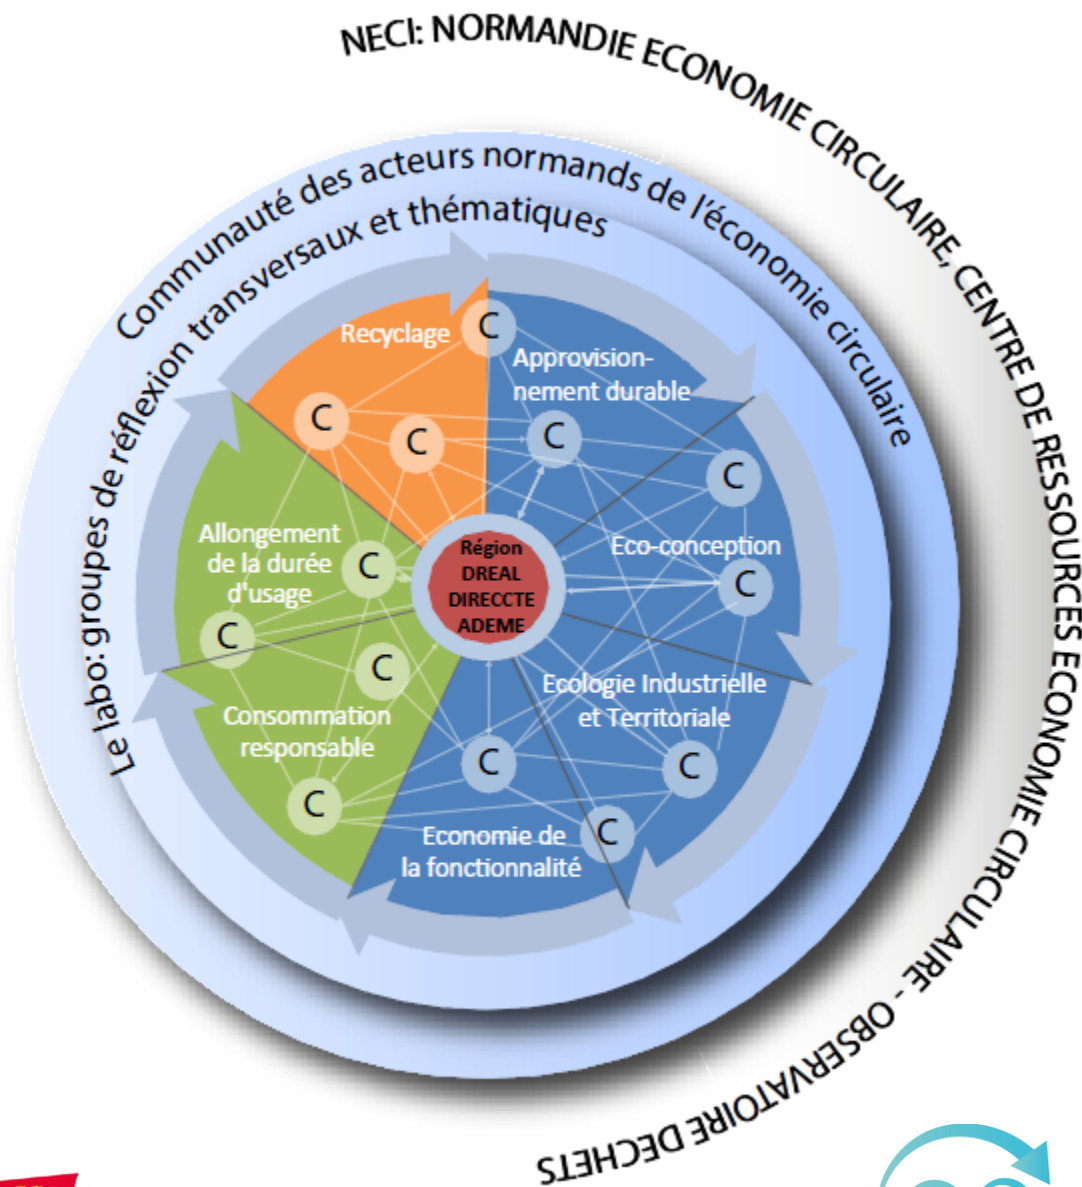 NECI: NORMANDIE ECONOMIE CIRCULAIRE, CENTRE DE RESSOURCES ECONOMIE CIRCULAIRE - OBSERVATOIRE DECHETS
Communauté des acteurs normands de l'économie circulaire
Le labo: groupes de réflexion transversaux et thématiques
C
Recyclage
Approvision-
nement durable
C
C
C
C
Allongement
de la durée
d'usage
C
Région
DREAL
DIRECCTE
ADEME
Eco-conception
C
C
C
Consommation
responsable
Ecologie Industrielle
et Territoriale
C
C
C
Economie de
la fonctionnalité
C